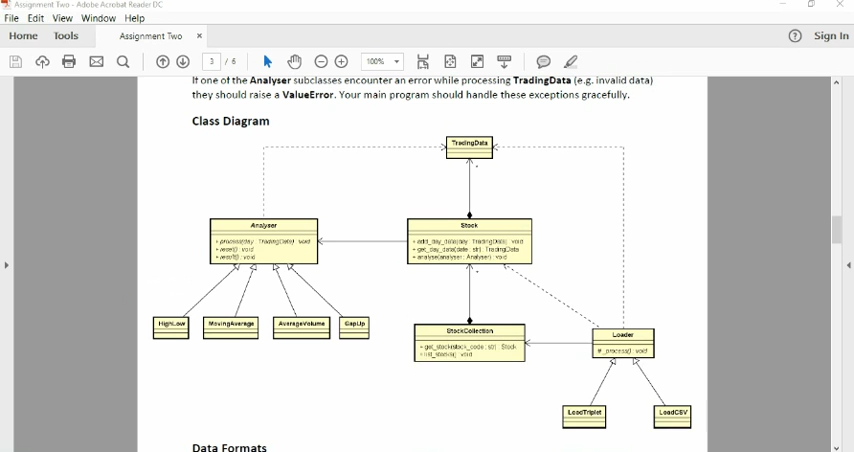 Assignment Two - Adobe Acrobat Reader DC
File Edit View Window Help
Home Tools Assignment Two × Sign In
3 / 6 100%
If one of the Analyser subclasses encounter an error while processing TradingData (e.g. invalid data)
they should raise a ValueError. Your main program should handle these exceptions gracefully.
Class Diagram
TradingData
*
Analyser
+ process(day : TradingData) : void
+ reset() : void
+ result() : void
Stock
+ add_day_data(day : TradingData) : void
+ get_day_data(date : str) : TradingData
+ analyse(analyser : Analyser) : void
*
HighLow
MovingAverage
AverageVolume
GapUp
StockCollection
+ get_stock(stock_code : str) : Stock
void
Loader
# _process() : void
LoadTriplet
LoadCSV
Data Formats